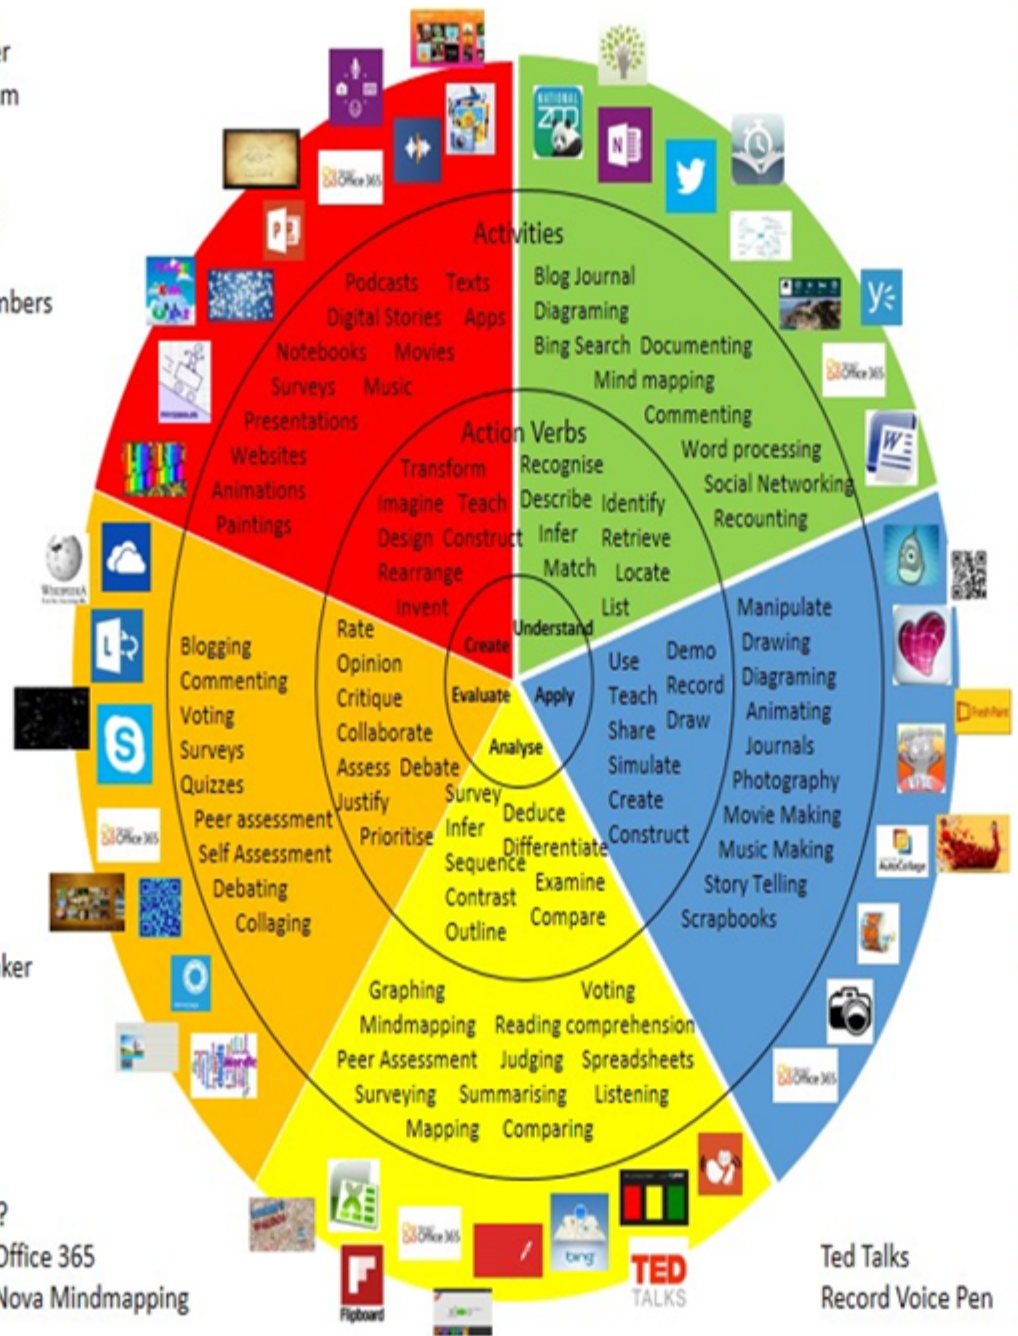 er
m
mbers
Office 365
NATIONAL
ZOO
N
P
Activities
Podcasts Texts
Digital Stories Apps
Notebooks Movies
Surveys Music
Presentations
Websites
Animations
Paintings
Blog Journal
Diagraming
Bing Search Documenting
Mind mapping
Commenting
Word processing
Social Networking
Recounting
Office 365
W
Action Verbs
Transform
Imagine Teach
Design Construct
Rearrange
Invent
Create
Recognise
Describe Identify
Infer Retrieve
Match Locate
List
Understand
WIKIPEDIA
L
S
Office 365
Blogging
Commenting
Voting
Surveys
Quizzes
Peer assessment
Self Assessment
Debating
Collaging
Rate
Opinion
Critique
Collaborate
Assess Debate
Justify
Prioritise
Evaluate
Apply
Use Demo
Teach Record
Share Draw
Simulate
Create
Construct
Manipulate
Drawing
Diagraming
Animating
Journals
Photography
Movie Making
Music Making
Story Telling
Scrapbooks
FreshPaint
AutoCollage
Office 365
Analyse
Survey Deduce
Infer Differentiate
Sequence
Examine
Contrast
Compare
Outline
Graphing Voting
Mindmapping Reading comprehension
Peer Assessment Judging Spreadsheets
Surveying Summarising Listening
Mapping Comparing
ker
Wordle
X
Office 365
Flipboard
bing
TED
TALKS
?
Office 365
Nova Mindmapping
Ted Talks
Record Voice Pen